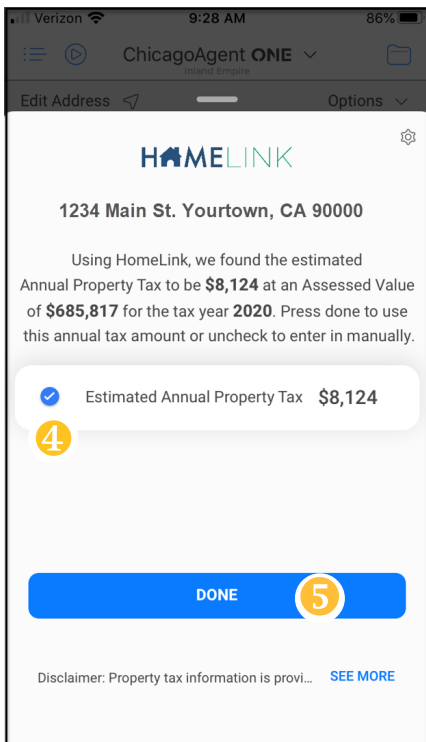 Verizon 9:28 AM 86%
ChicagoAgent ONE
Inland Empire
Edit Address Options
HOMELINK
1234 Main St. Yourtown, CA 90000
Using HomeLink, we found the estimated
Annual Property Tax to be $8,124 at an Assessed Value
of $685,817 for the tax year 2020. Press done to use
this annual tax amount or uncheck to enter in manually.
Estimated Annual Property Tax $8,124
4
DONE 5
Disclaimer: Property tax information is provi... SEE MORE